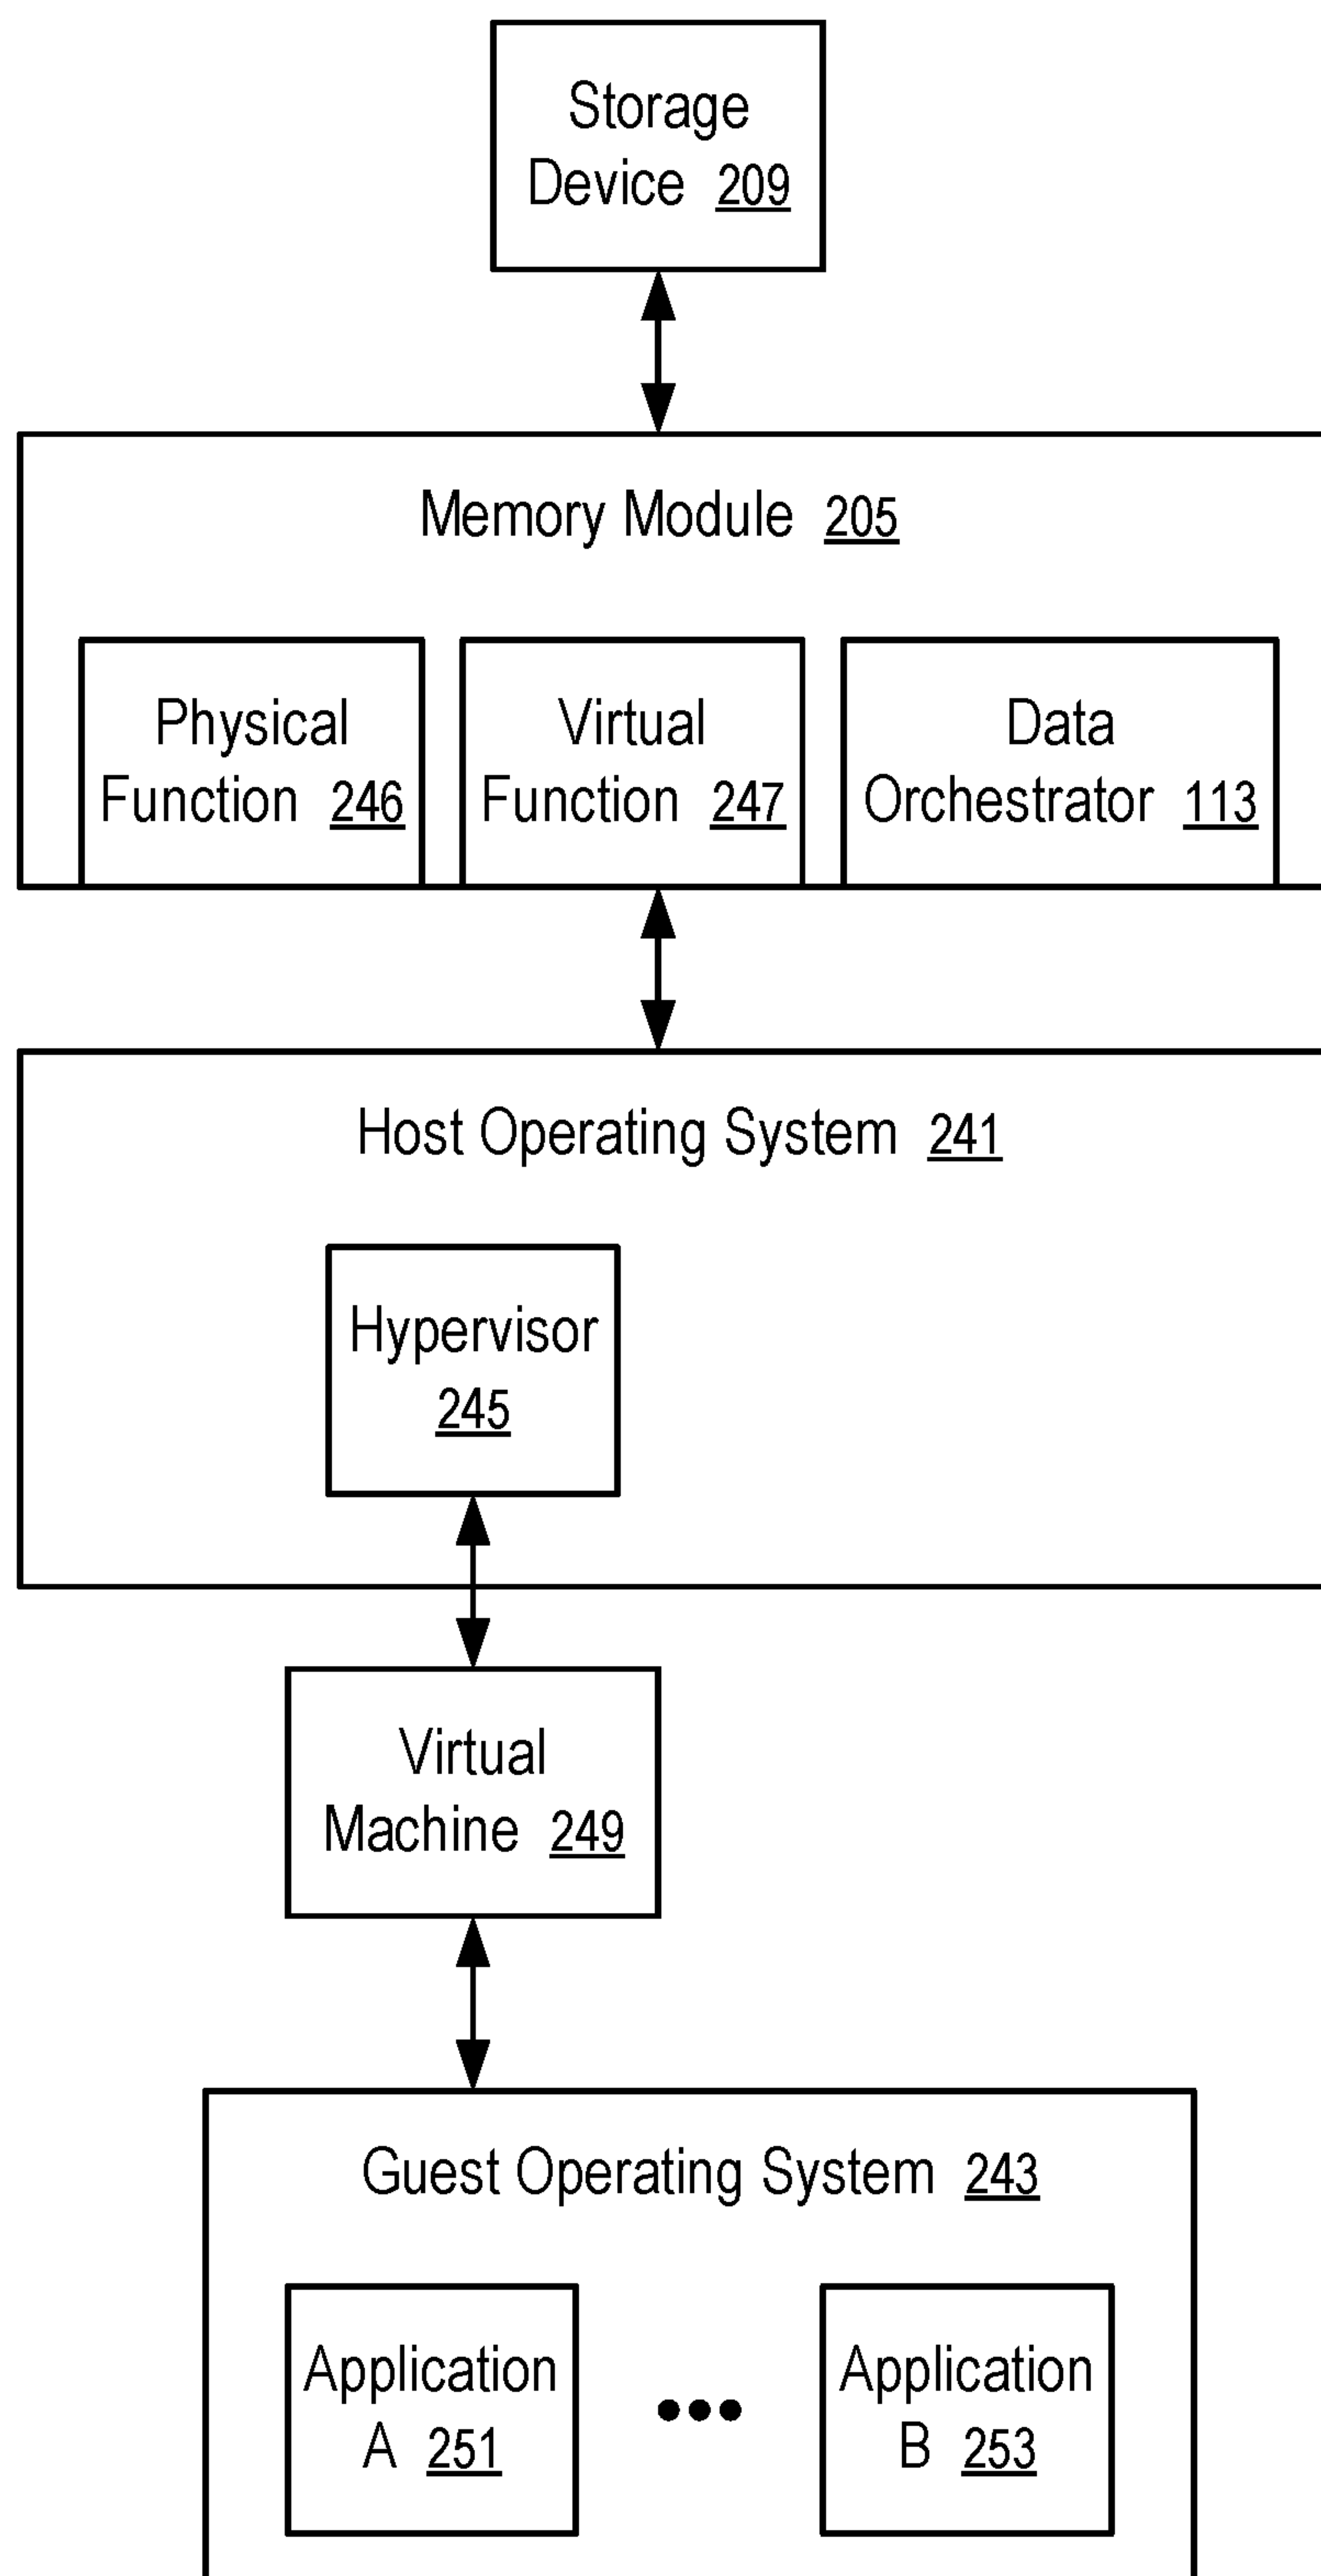 Storage
Device 209
Memory Module 205
Physical
Function 246
Virtual
Function 247
Data
Orchestrator 113
Host Operating System 241
Hypervisor
245
Virtual
Machine 249
Guest Operating System 243
Application
A 251
•••
Application
B 253